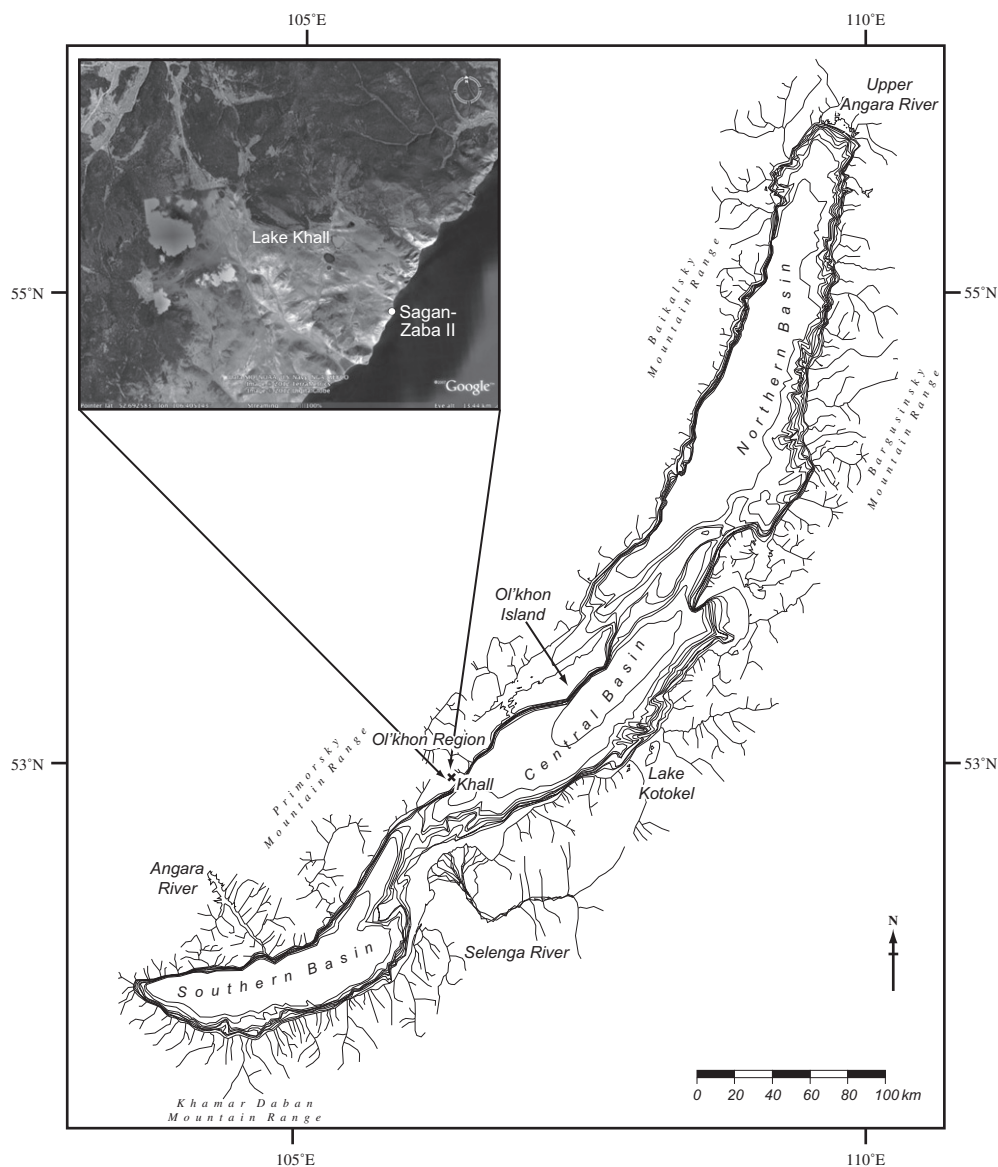 105˚E
110˚E
Upper
Angara River
Lake Khall
Sagan-
Zaba II
Google
55˚N
55˚N
Baikalsky
Mountain Range
Northern Basin
Bargusinsky
Mountain Range
Ol'khon
Island
Central Basin
Ol'khon Region
53˚N
53˚N
Khall
Lake
Kotokel
Primorsky
Mountain Range
Angara
River
Selenga River
Southern Basin
N
0 20 40 60 80 100 km
Khamar Daban
Mountain Range
105˚E
110˚E